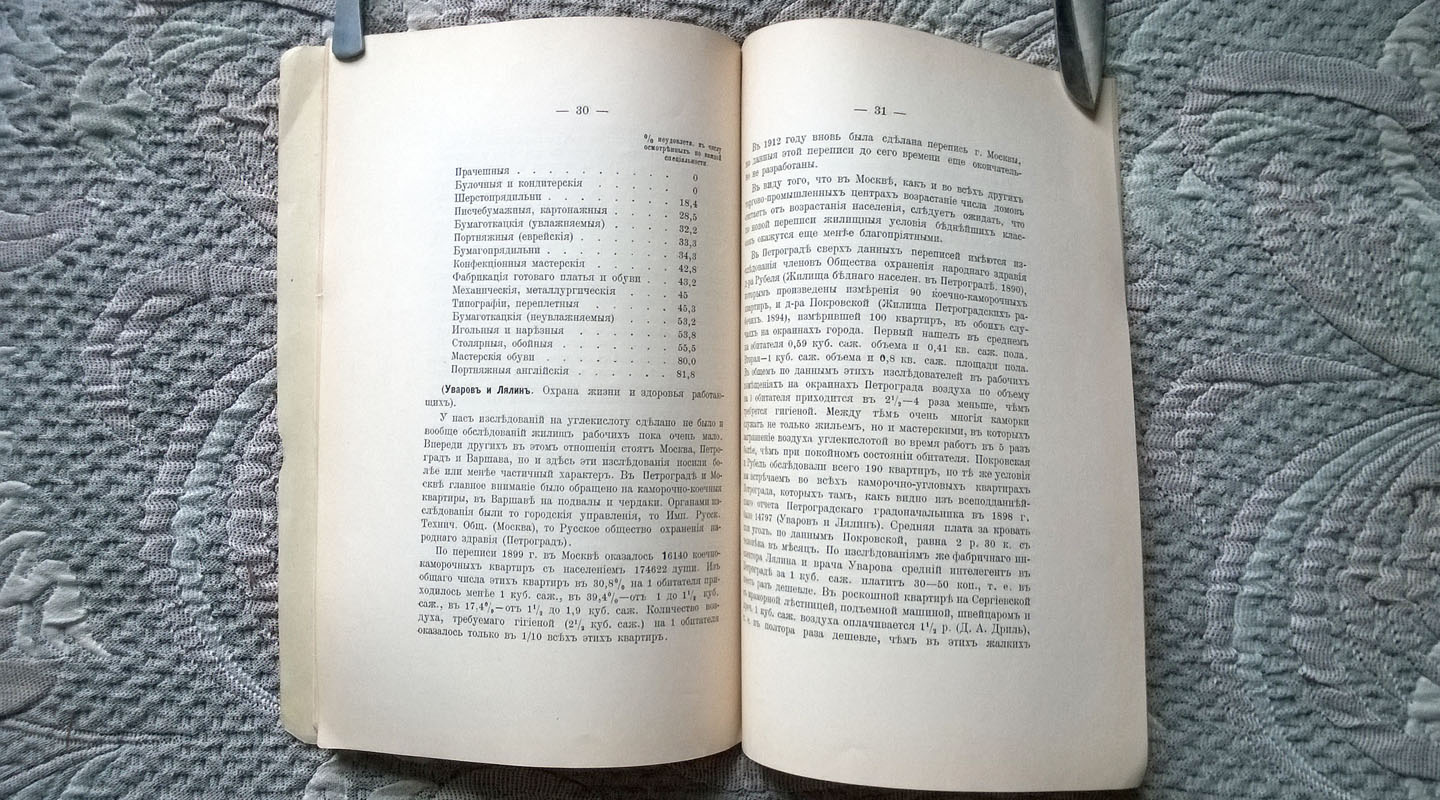 — 30 —
% неудовлетв. къ числу
осмотрѣнныхъ по каждой
спеціальности.
Прачешныя . . . . . . . . . . . 0
Булочныя и кондитерскія . . . . . . 0
Шерстопрядильни . . . . . . . . 18,4
Писчебумажныя, картонажныя . . . . . 28,5
Бумаготкацкія (увлажняемыя) . . . . . 32,2
Портняжныя (еврейскія) . . . . . . . 33,3
Бумагопрядильни . . . . . . . . . 34,3
Конфекціонныя мастерскія . . . . . . 42,8
Фабрикація готоваго платья и обуви . . . 43,2
Механическія, металлургическія . . . . 45
Типографіи, переплетныя . . . . . . 45,3
Бумаготкацкія (неувлажняемыя) . . . . 53,2
Игольныя и нарѣзныя . . . . . . . 53,8
Столярныя, обойныя . . . . . . . . 55,5
Мастерскія обуви . . . . . . . . . 80,0
Портняжныя англійскія . . . . . . . 81,8
(Уваровъ и Лялинъ. Охрана жизни и здоровья работаю-
щихъ).
У насъ изслѣдованій на углекислоту сдѣлано не было и
вообще обслѣдованій жилищъ рабочихъ пока очень мало.
Впереди другихъ въ этомъ отношеніи стоятъ Москва, Петро-
градъ и Варшава, но и здѣсь эти изслѣдованія носили бо-
лѣе или менѣе частичный характеръ. Въ Петроградѣ и Мо-
сквѣ главное вниманіе было обращено на каморочно-коечныя
квартиры, въ Варшавѣ на подвалы и чердаки. Органами из-
слѣдованія были то городскія управленія, то Имп. Русск.
Технич. Общ. (Москва), то Русское общество охраненія на-
роднаго здравія (Петроградъ).
По переписи 1899 г. въ Москвѣ оказалось 16140 коечно-
каморочныхъ квартиръ съ населеніемъ 174622 души. Изъ
общаго числа этихъ квартиръ въ 30,8% на 1 обитателя при-
ходилось менѣе 1 куб. саж., въ 39,4%—отъ 1 до 1½ куб.
саж., въ 17,4%—отъ 1½ до 1,9 куб. саж. Количество воз-
духа, требуемаго гигіеной (2½ куб. саж.) на 1 обитателя
оказалось только въ 1/10 всѣхъ этихъ квартиръ.
— 31 —
Въ 1912 году вновь была сдѣлана перепись г. Москвы,
но данныя этой переписи до сего времени еще окончатель-
но не разработаны.
Въ виду того, что въ Москвѣ, какъ и во всѣхъ другихъ
торгово-промышленныхъ центрахъ возрастаніе числа домовъ
отстаетъ отъ возрастанія населенія, слѣдуетъ ожидать, что
по новой переписи жилищныя условія бѣднѣйшихъ клас-
совъ окажутся еще менѣе благопріятными.
Въ Петроградѣ сверхъ данныхъ переписей имѣются из-
слѣдованія членовъ Общества охраненія народнаго здравія
д-ра Рубеля (Жилища бѣднаго населен. въ Петроградѣ. 1890),
которымъ произведены измѣренія 90 коечно-каморочныхъ
квартиръ, и д-ра Покровской (Жилища Петроградскихъ ра-
бочихъ. 1894), измѣрившей 100 квартиръ, въ обоихъ слу-
чаяхъ на окраинахъ города. Первый нашелъ въ среднемъ
на обитателя 0,59 куб. саж. объема и 0,41 кв. саж. пола.
Вторая—1 куб. саж. объема и 0,8 кв. саж. площади пола.
Въ общемъ по даннымъ этихъ изслѣдователей въ рабочихъ
помѣщеніяхъ на окраинахъ Петрограда воздуха по объему
на 1 обитателя приходится въ 2½—4 раза меньше, чѣмъ
требуется гигіеной. Между тѣмъ очень многія каморки
служатъ не только жильемъ, но и мастерскими, въ которыхъ
загрязненіе воздуха углекислотой во время работъ въ 5 разъ
болѣе, чѣмъ при покойномъ состояніи обитателя. Покровская
и Рубель обслѣдовали всего 190 квартиръ, но тѣ же условія
мы встрѣчаемъ во всѣхъ каморочно-угловыхъ квартирахъ
Петрограда, которыхъ тамъ, какъ видно изъ всеподданнѣй-
шаго отчета Петроградскаго градоначальника въ 1898 г.
было 14797 (Уваровъ и Лялинъ). Средняя плата за кровать
или уголъ, по даннымъ Покровской, равна 2 р. 30 к. съ
человѣка въ мѣсяцъ. По изслѣдованіямъ же фабричнаго ин-
спектора Лялина и врача Уварова средній интелегентъ въ
Петроградѣ за 1 куб. саж. платитъ 30—50 коп., т. е. въ
шесть разъ дешевле. Въ роскошной квартирѣ на Сергіевской
съ мраморной лѣстницей, подъемной машиной, швейцаромъ и
проч. 1 куб. саж. воздуха оплачивается 1½ р. (Д. А. Дриль),
т. е. въ полтора раза дешевле, чѣмъ въ этихъ жалкихъ